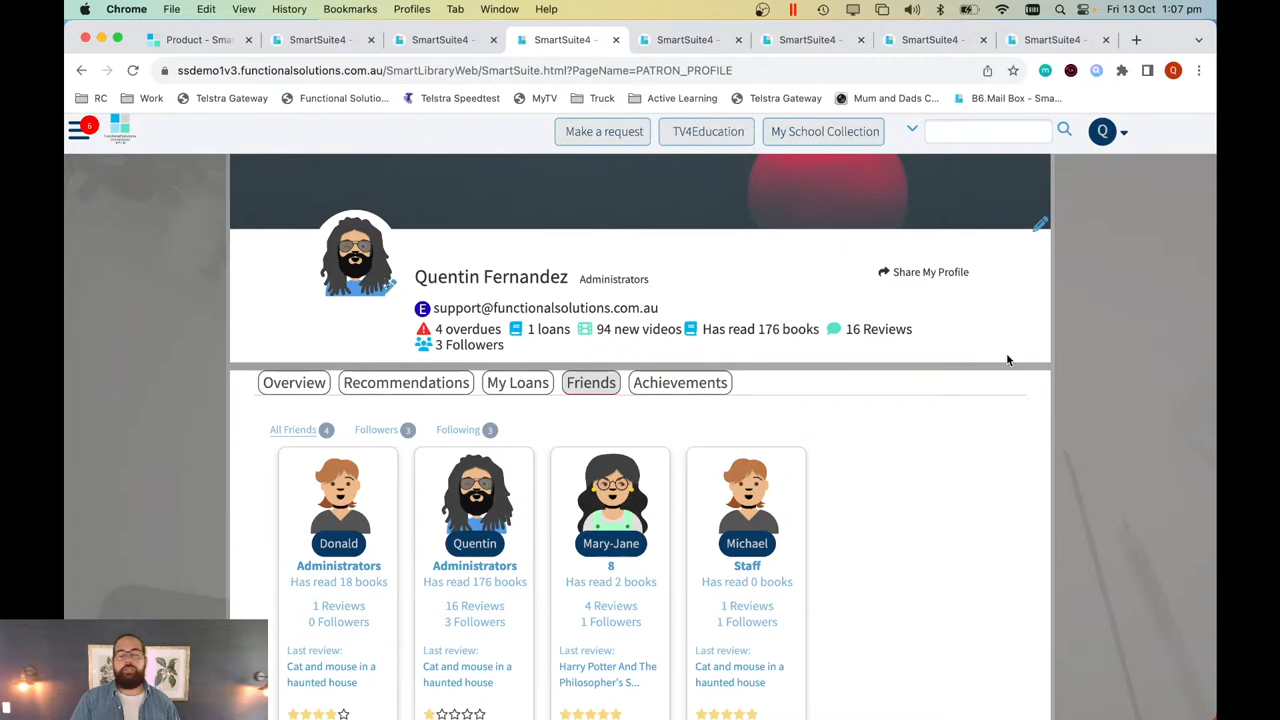 Chrome File Edit View History Bookmarks Profiles Tab Window Help Fri 13 Oct 1:07 pm
Product - Sma SmartSuite4 - SmartSuite4 - SmartSuite4 - SmartSuite4 - SmartSuite4 - SmartSuite4 - SmartSuite4 -
ssdemo1v3.functionalsolutions.com.au/SmartLibraryWeb/SmartSuite.html?PageName=PATRON_PROFILE
RC Work Telstra Gateway Functional Solutio... Telstra Speedtest MyTV Truck Active Learning Telstra Gateway Mum and Dads C... B6.Mail Box - Sma...
6 Make a request TV4Education My School Collection Q
Quentin Fernandez Administrators Share My Profile
E support@functionalsolutions.com.au
4 overdues 1 loans 94 new videos Has read 176 books 16 Reviews
3 Followers
Overview Recommendations My Loans Friends Achievements
All Friends 4 Followers 3 Following 3
Donald Quentin Mary-Jane Michael
Administrators Administrators 8 Staff
Has read 18 books Has read 176 books Has read 2 books Has read 0 books
1 Reviews 16 Reviews 4 Reviews 1 Reviews
0 Followers 3 Followers 1 Followers 1 Followers
Last review: Last review: Last review: Last review:
Cat and mouse in a Cat and mouse in a Harry Potter And The Cat and mouse in a
haunted house haunted house Philosopher's S... haunted house